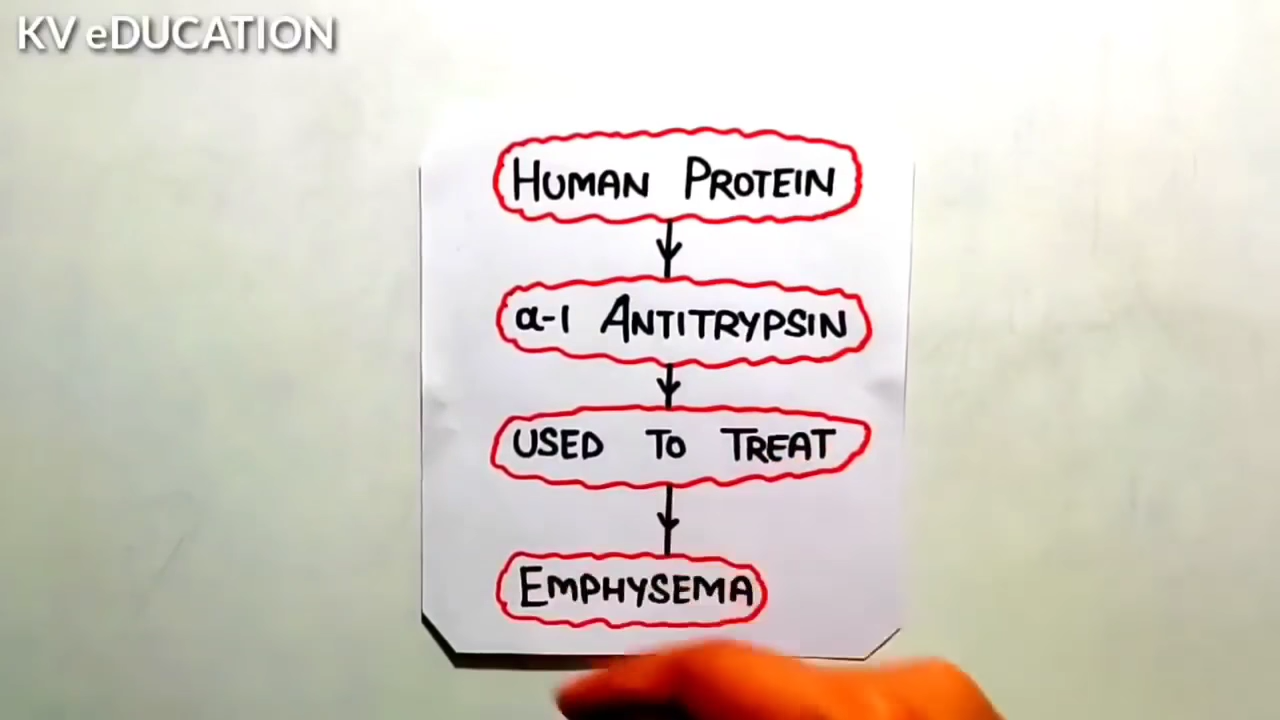 KV eDUCATION
HUMAN PROTEIN
α-1 ANTITRYPSIN
USED TO TREAT
EMPHYSEMA